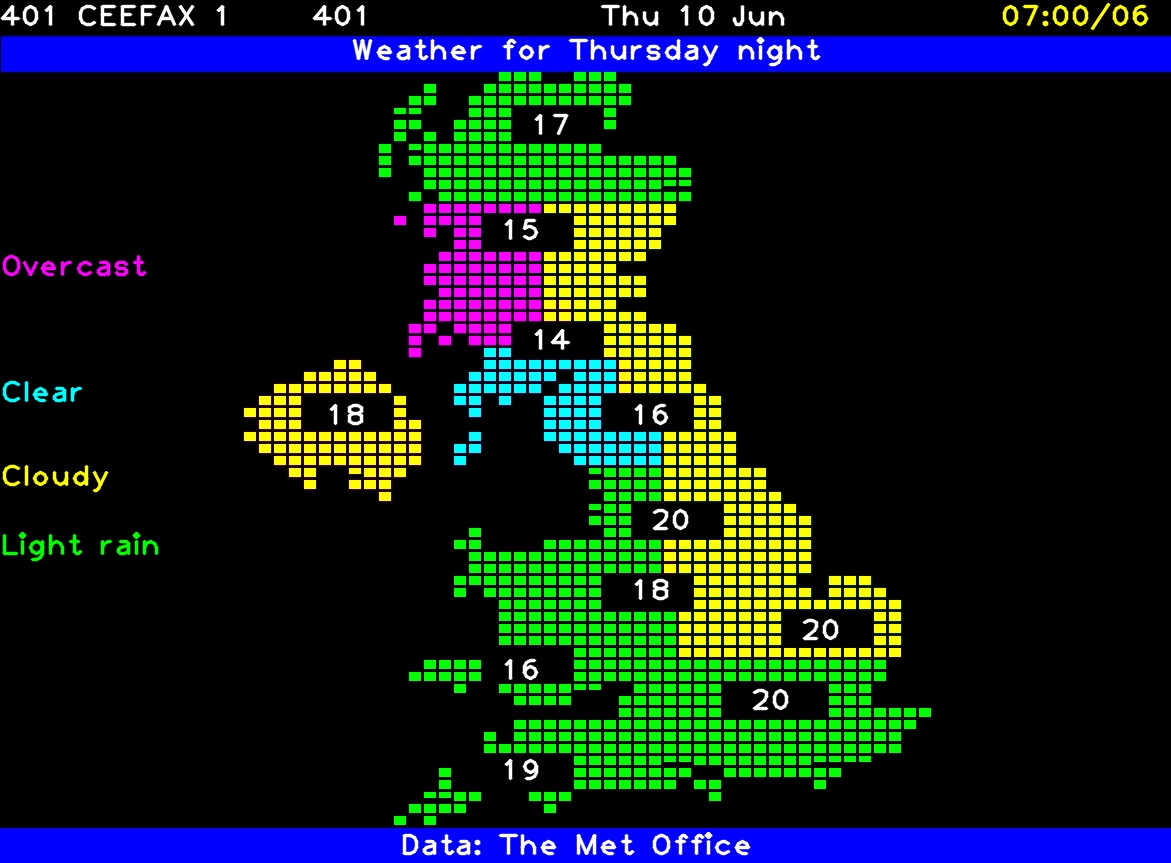 401 CEEFAX 1 401 Thu 10 Jun 07:00/06
Weather for Thursday night
17
15
Overcast
14
Clear
18 16
Cloudy
20
Light rain
18
20
16
20
19
Data: The Met Office